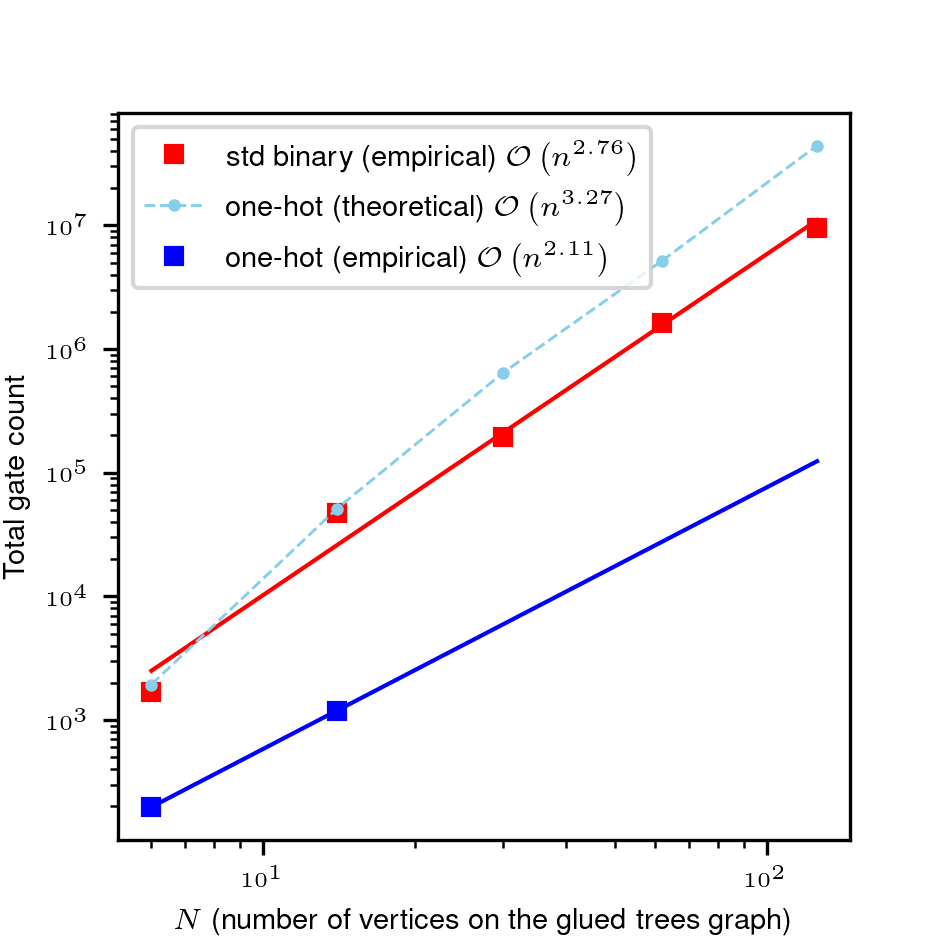 std binary (empirical) 𝒪 (n^{2.76})
one-hot (theoretical) 𝒪 (n^{3.27})
one-hot (empirical) 𝒪 (n^{2.11})
Total gate count
10^7
10^6
10^5
10^4
10^3
10^1 10^2
N (number of vertices on the glued trees graph)